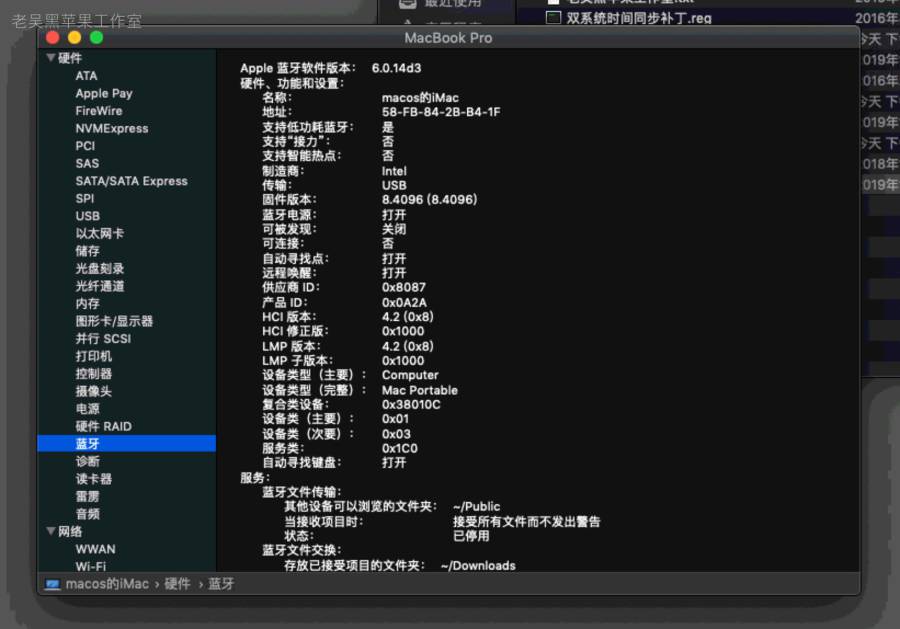 老吴黑苹果工作室
最近使用
双系统时间同步补丁.reg
2016年
MacBook Pro
硬件
ATA
Apple Pay
FireWire
NVMExpress
PCI
SAS
SATA/SATA Express
SPI
USB
以太网卡
储存
光盘刻录
光纤通道
内存
图形卡/显示器
并行 SCSI
打印机
控制器
摄像头
电源
硬件 RAID
蓝牙
诊断
读卡器
雷雳
音频
网络
WWAN
Wi-Fi
Apple 蓝牙软件版本： 6.0.14d3
硬件、功能和设置：
名称： macos的iMac
地址： 58-FB-84-2B-B4-1F
支持低功耗蓝牙： 是
支持“接力”： 否
支持智能热点： 否
制造商： Intel
传输： USB
固件版本： 8.4096 (8.4096)
蓝牙电源： 打开
可被发现： 关闭
可连接： 否
自动寻找点： 打开
远程唤醒： 打开
供应商 ID： 0x8087
产品 ID： 0x0A2A
HCI 版本： 4.2 (0x8)
HCI 修正版： 0x1000
LMP 版本： 4.2 (0x8)
LMP 子版本： 0x1000
设备类型（主要）： Computer
设备类型（完整）： Mac Portable
复合类设备： 0x38010C
设备类（主要）： 0x01
设备类（次要）： 0x03
服务类： 0x1C0
自动寻找键盘： 打开
服务：
蓝牙文件传输：
其他设备可以浏览的文件夹： ~/Public
当接收项目时： 接受所有文件而不发出警告
状态： 已停用
蓝牙文件交换：
存放已接受项目的文件夹： ~/Downloads
今天 下
019年
016年
今天 下
019年
今天 下
018年
019年
macos的iMac › 硬件 › 蓝牙